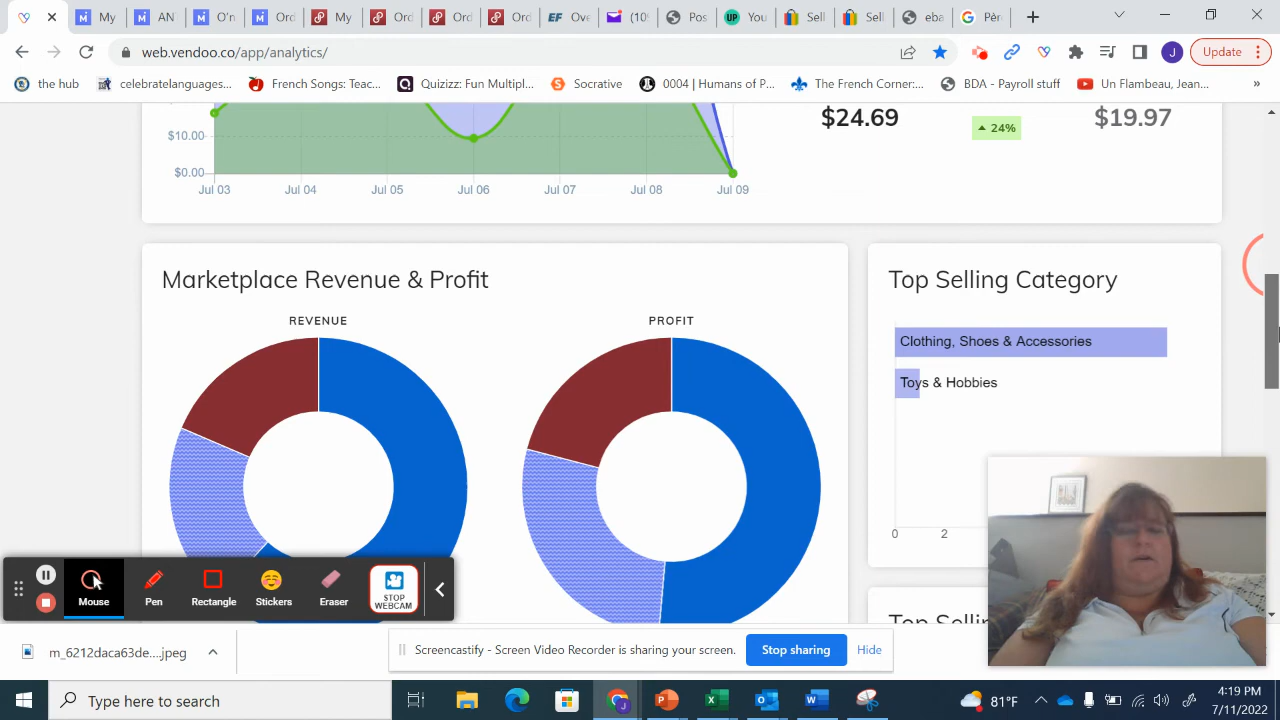 My
AN
O'n
Ord
My
Ord
Ord
Ord
EF Ove
(10
Pos
UP You
Sell
Sell
eba
G Pèr
web.vendoo.co/app/analytics/
J
Update
the hub
celebratelanguages...
French Songs: Teac...
Quizizz: Fun Multipl...
Socrative
0004 | Humans of P...
The French Corner:...
BDA - Payroll stuff
Un Flambeau, Jean...
»
$10.00
$0.00
Jul 03 Jul 04 Jul 05 Jul 06 Jul 07 Jul 08 Jul 09
$24.69
24%
$19.97
Marketplace Revenue & Profit
REVENUE
PROFIT
Top Selling Category
Clothing, Shoes & Accessories
Toys & Hobbies
0 2
Mouse
Pen
Rectangle
Stickers
Eraser
STOP
WEBCAM
m_6212daca63de....jpeg
Screencastify - Screen Video Recorder is sharing your screen.
Stop sharing
Hide
Type here to search
81°F
4:19 PM
7/11/2022